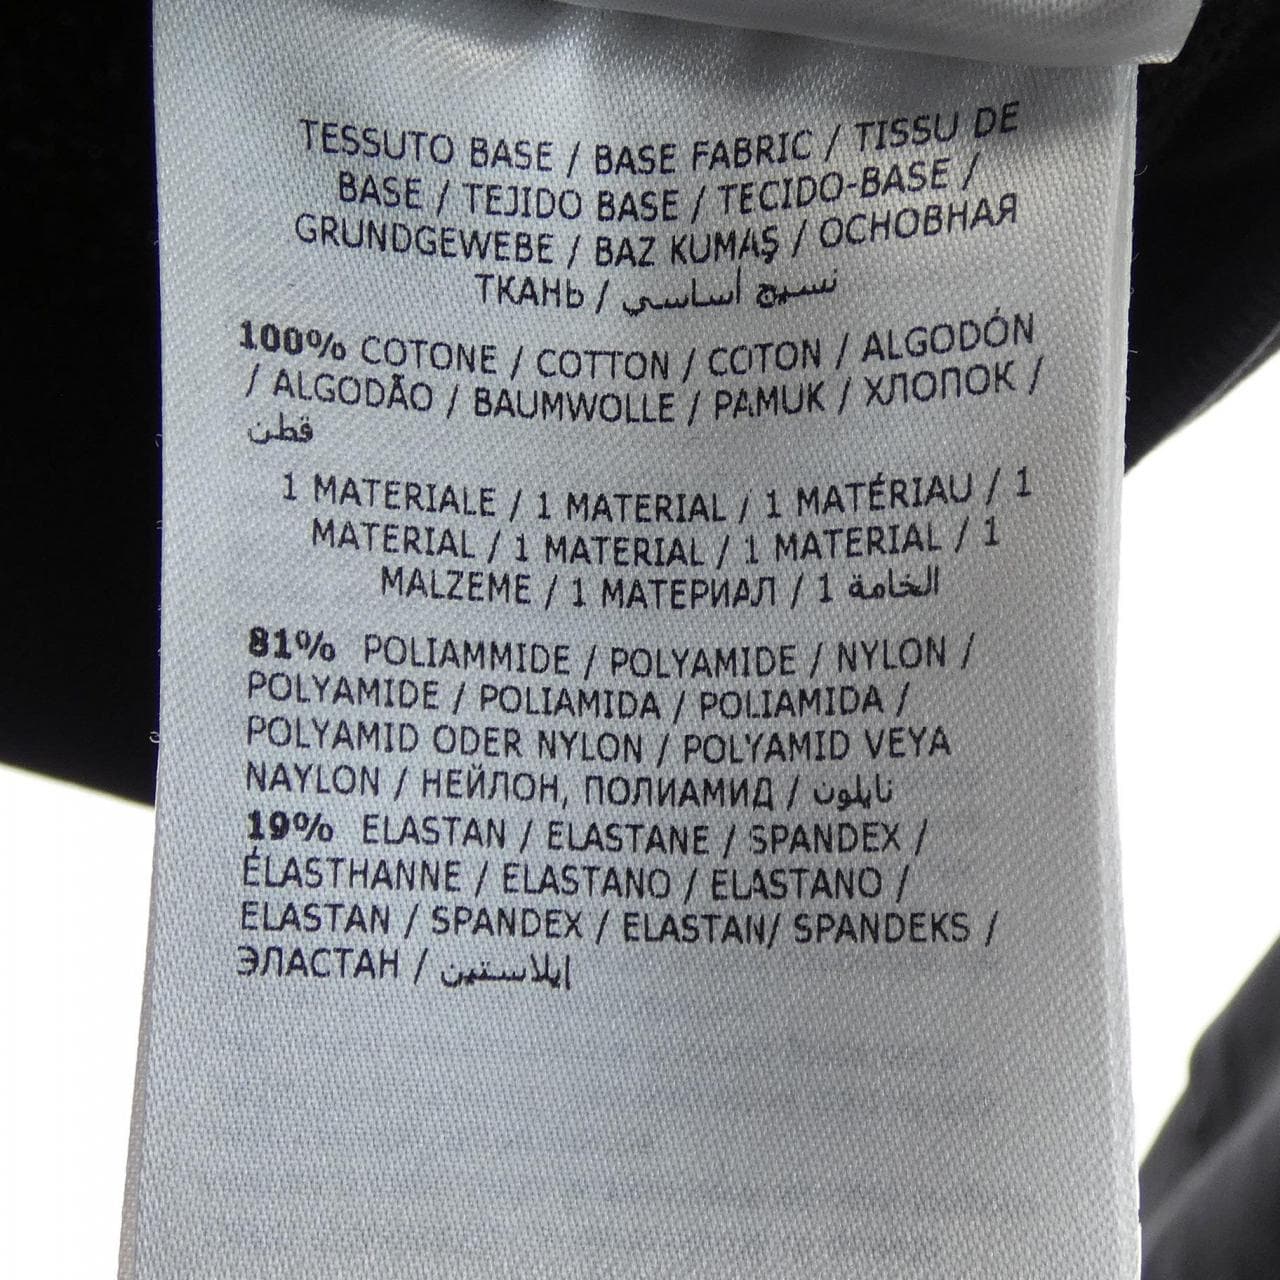 TESSUTO BASE / BASE FABRIC / TISSU DE
BASE / TEJIDO BASE / TECIDO-BASE /
GRUNDGEWEBE / BAZ KUMAŞ / ОСНОВНАЯ
ТКАНЬ / نسيج أساسي
100% COTONE / COTTON / COTON / ALGODÓN
/ ALGODÃO / BAUMWOLLE / PAMUK / ХЛОПОК /
قطن
1 MATERIALE / 1 MATERIAL / 1 MATÉRIAU / 1
MATERIAL / 1 MATERIAL / 1 MATERIAL / 1
MALZEME / 1 МАТЕРИАЛ / 1 الخامة
81% POLIAMMIDE / POLYAMIDE / NYLON /
POLYAMIDE / POLIAMIDA / POLIAMIDA /
POLYAMID ODER NYLON / POLYAMID VEYA
NAYLON / НЕЙЛОН, ПОЛИАМИД / نايلون
19% ELASTAN / ELASTANE / SPANDEX /
ÉLASTHANNE / ELASTANO / ELASTANO /
ELASTAN / SPANDEX / ELASTAN/ SPANDEKS /
ЭЛАСТАН / إيلاستين